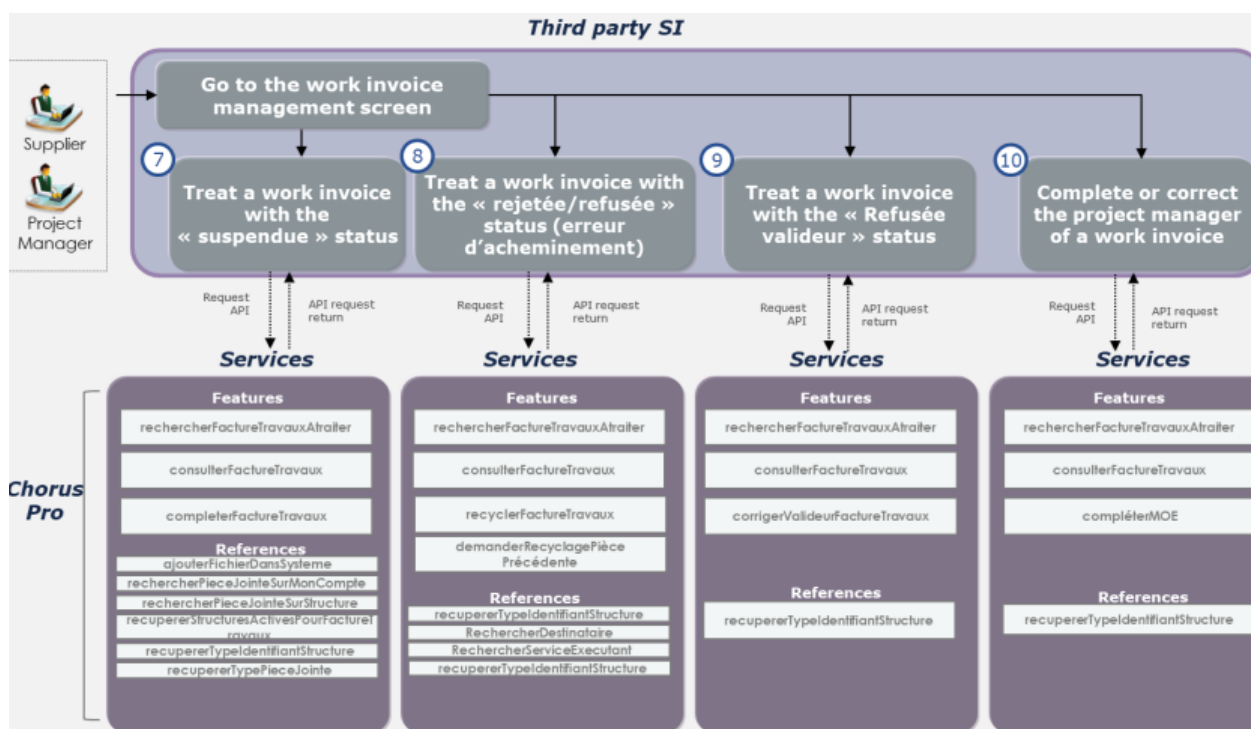 Third party SI
Supplier
Project
Manager
Go to the work invoice
management screen
7
Treat a work invoice
with the
« suspendue » status
8
Treat a work invoice with
the « rejetée/refusée »
status (erreur
d'acheminement)
9
Treat a work invoice
with the « Refusée
valideur » status
10
Complete or correct
the project manager
of a work invoice
Request
API
API request
return
Request
API
API request
return
Request
API
API request
return
Request
API
API request
return
Services
Services
Services
Services
Chorus
Pro
Features
rechercherFactureTravauxAtraiter
consulterFactureTravaux
completerFactureTravaux
References
ajouterFichierDansSysteme
rechercherPieceJointeSurMonCompte
rechercherPieceJointeSurStructure
recupererStructuresActivesPourFactureT
ravaux
recupererTypeIdentifiantStructure
recupererTypePieceJointe
Features
rechercherFactureTravauxAtraiter
consulterFactureTravaux
recyclerFactureTravaux
demanderRecyclagePièce
Précédente
References
recupererTypeIdentifiantStructure
RechercherDestinataire
RechercherServiceExecutant
recupererTypeIdentifiantStructure
Features
rechercherFactureTravauxAtraiter
consulterFactureTravaux
corrigerValideurFactureTravaux
References
recupererTypeIdentifiantStructure
Features
rechercherFactureTravauxAtraiter
consulterFactureTravaux
compléterMOE
References
recupererTypeIdentifiantStructure